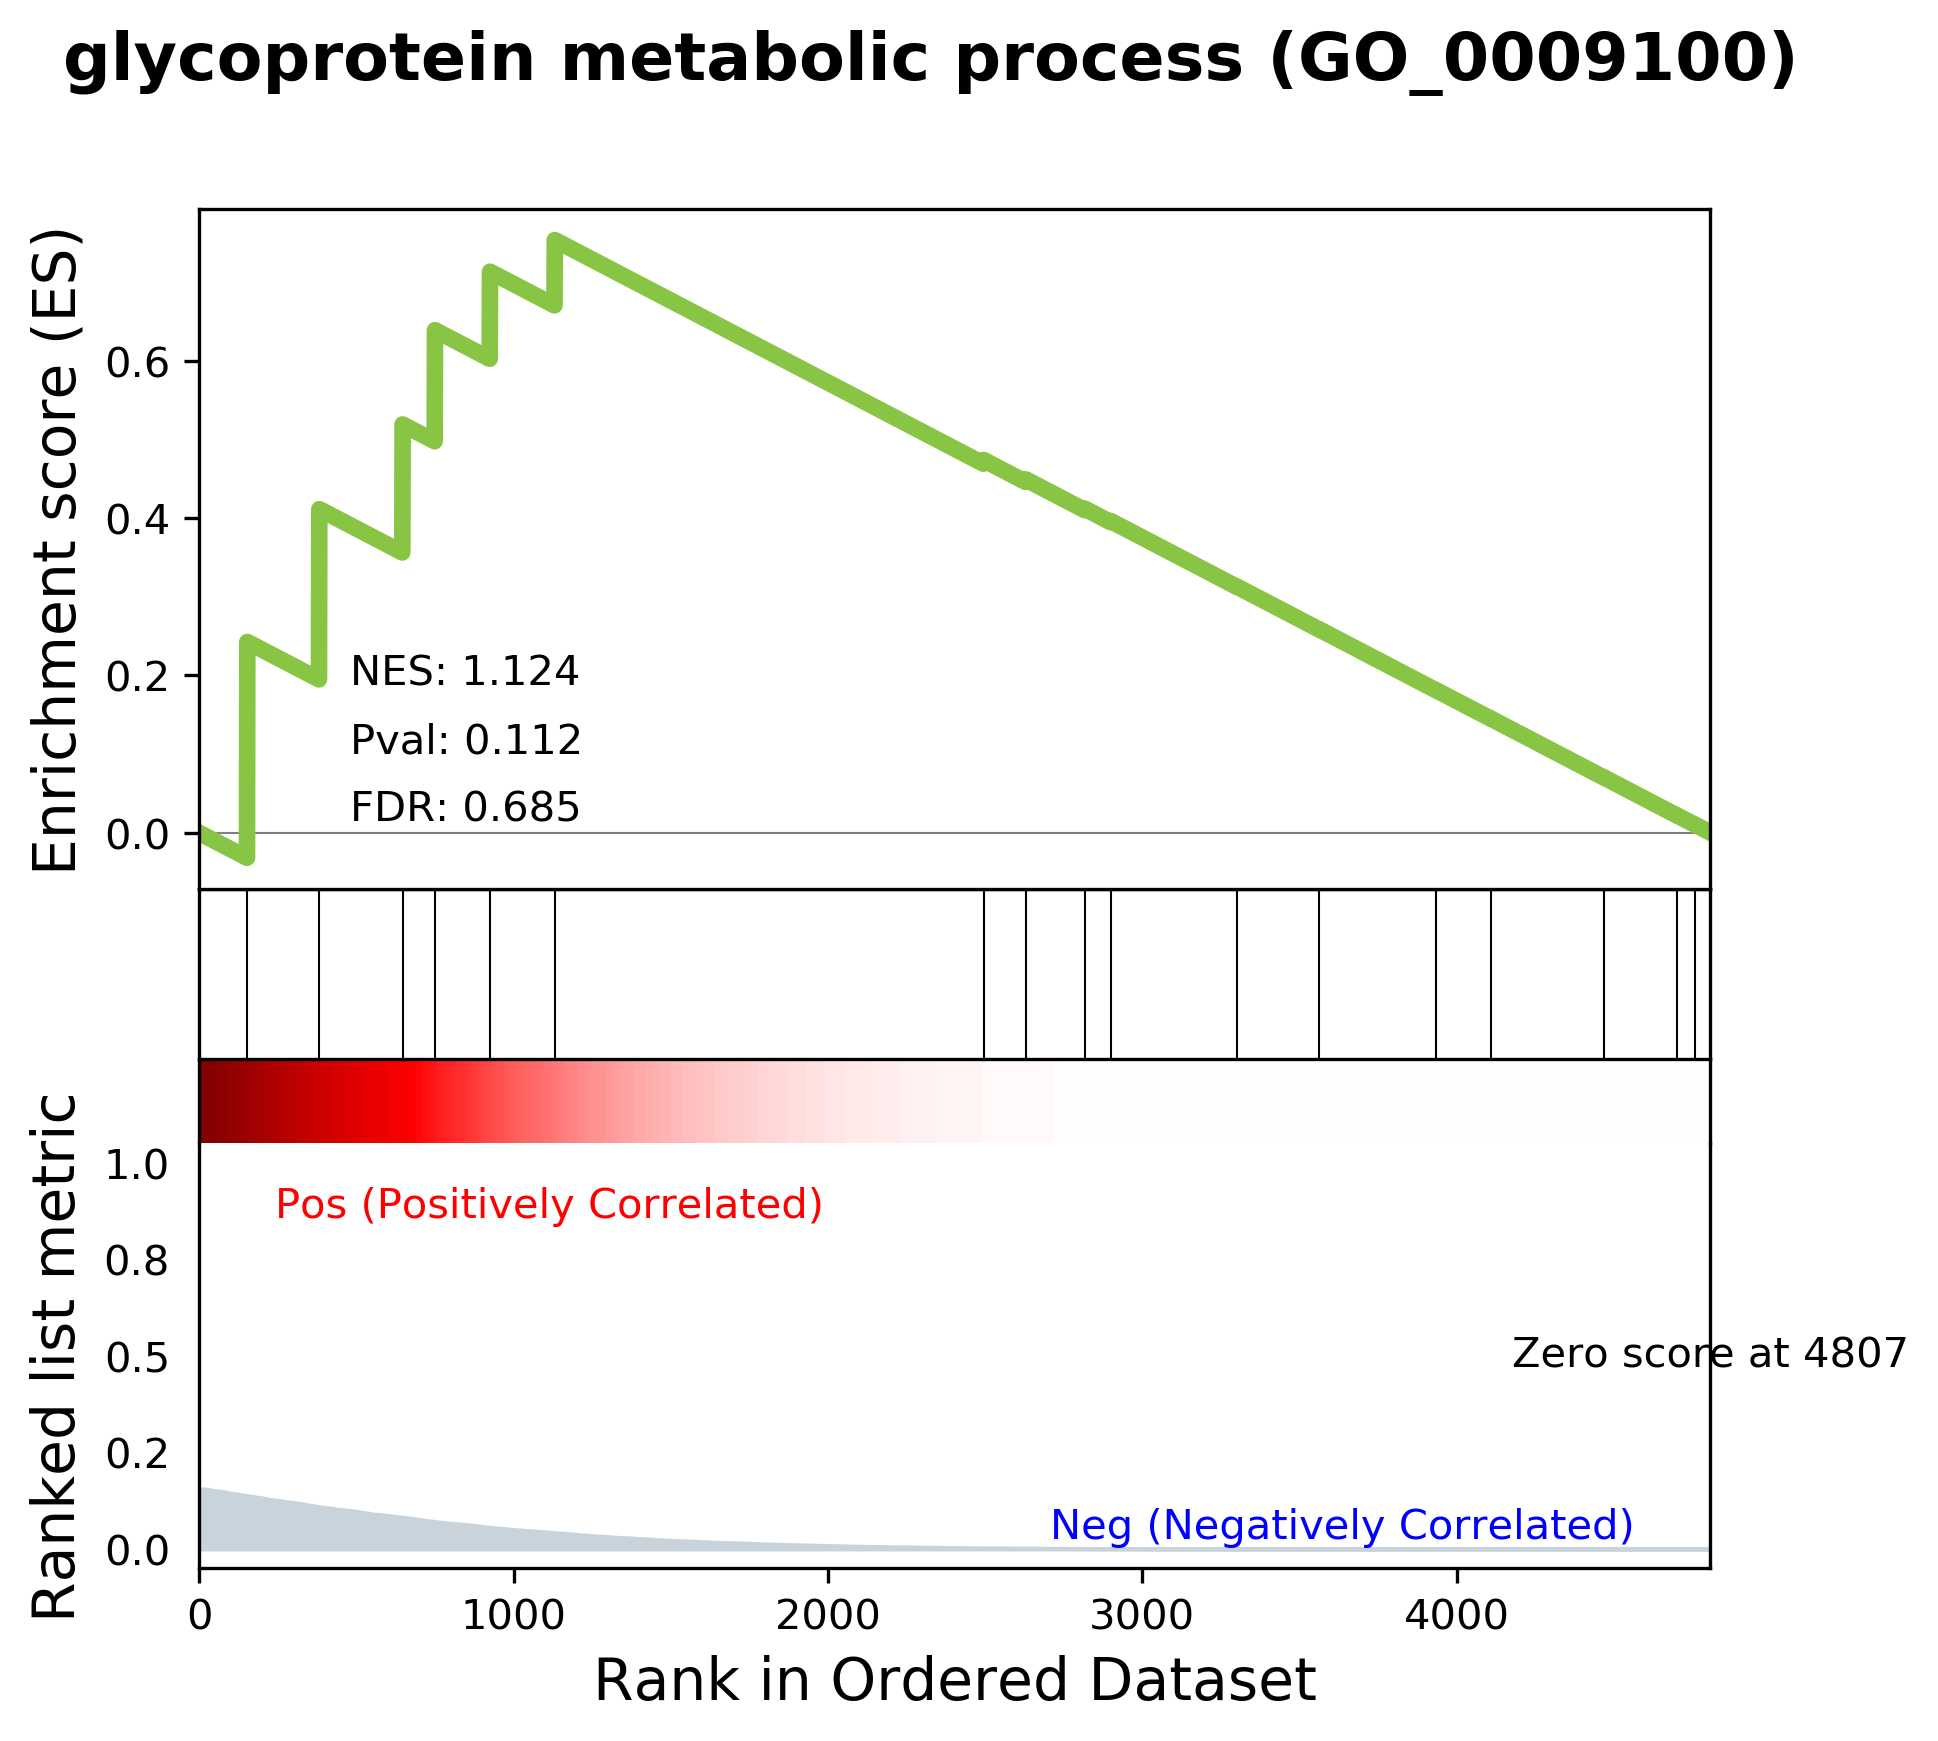 glycoprotein metabolic process (GO_0009100)
Enrichment score (ES)
0.6
0.4
0.2
0.0
NES: 1.124
Pval: 0.112
FDR: 0.685
Ranked list metric
1.0
0.8
0.5
0.2
0.0
Pos (Positively Correlated)
Zero score at 4807
Neg (Negatively Correlated)
0 1000 2000 3000 4000
Rank in Ordered Dataset